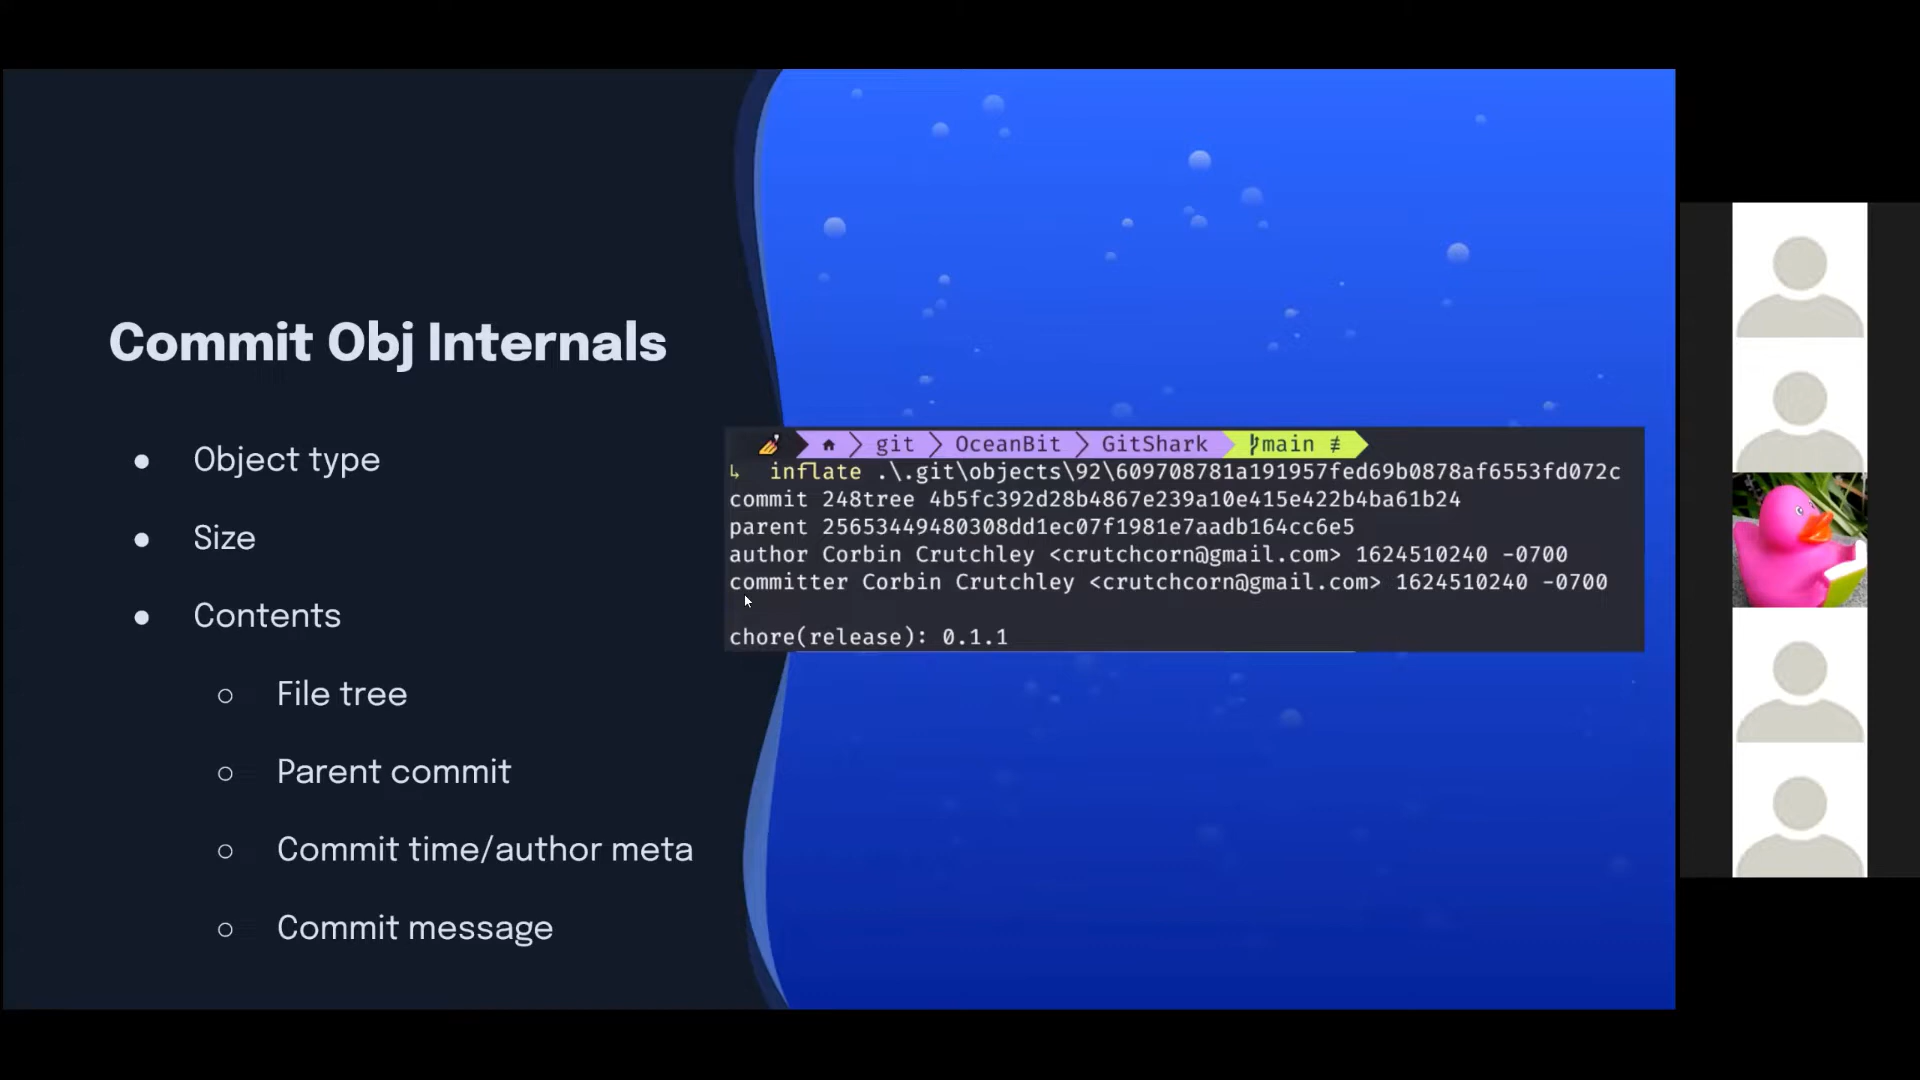 Commit Obj Internals
● Object type
● Size
● Contents
○ File tree
○ Parent commit
○ Commit time/author meta
○ Commit message
git OceanBit GitShark main ≢
↳ inflate .\.git\objects\92\609708781a191957fed69b0878af6553fd072c
commit 248tree 4b5fc392d28b4867e239a10e415e422b4ba61b24
parent 25653449480308dd1ec07f1981e7aadb164cc6e5
author Corbin Crutchley <crutchcorn@gmail.com> 1624510240 -0700
committer Corbin Crutchley <crutchcorn@gmail.com> 1624510240 -0700
chore(release): 0.1.1